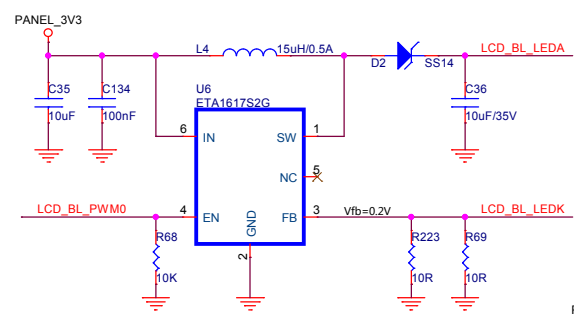 PANEL_3V3
L4 15uH/0.5A
D2 SS14
LCD_BL_LEDA
C35
10uF
C134
100nF
U6
ETA1617S2G
C36
10uF/35V
6 IN
SW 1
NC 5
LCD_BL_PWM0
4 EN
GND
2
FB 3
Vfb=0.2V
LCD_BL_LEDK
R68
10K
R223
10R
R69
10R